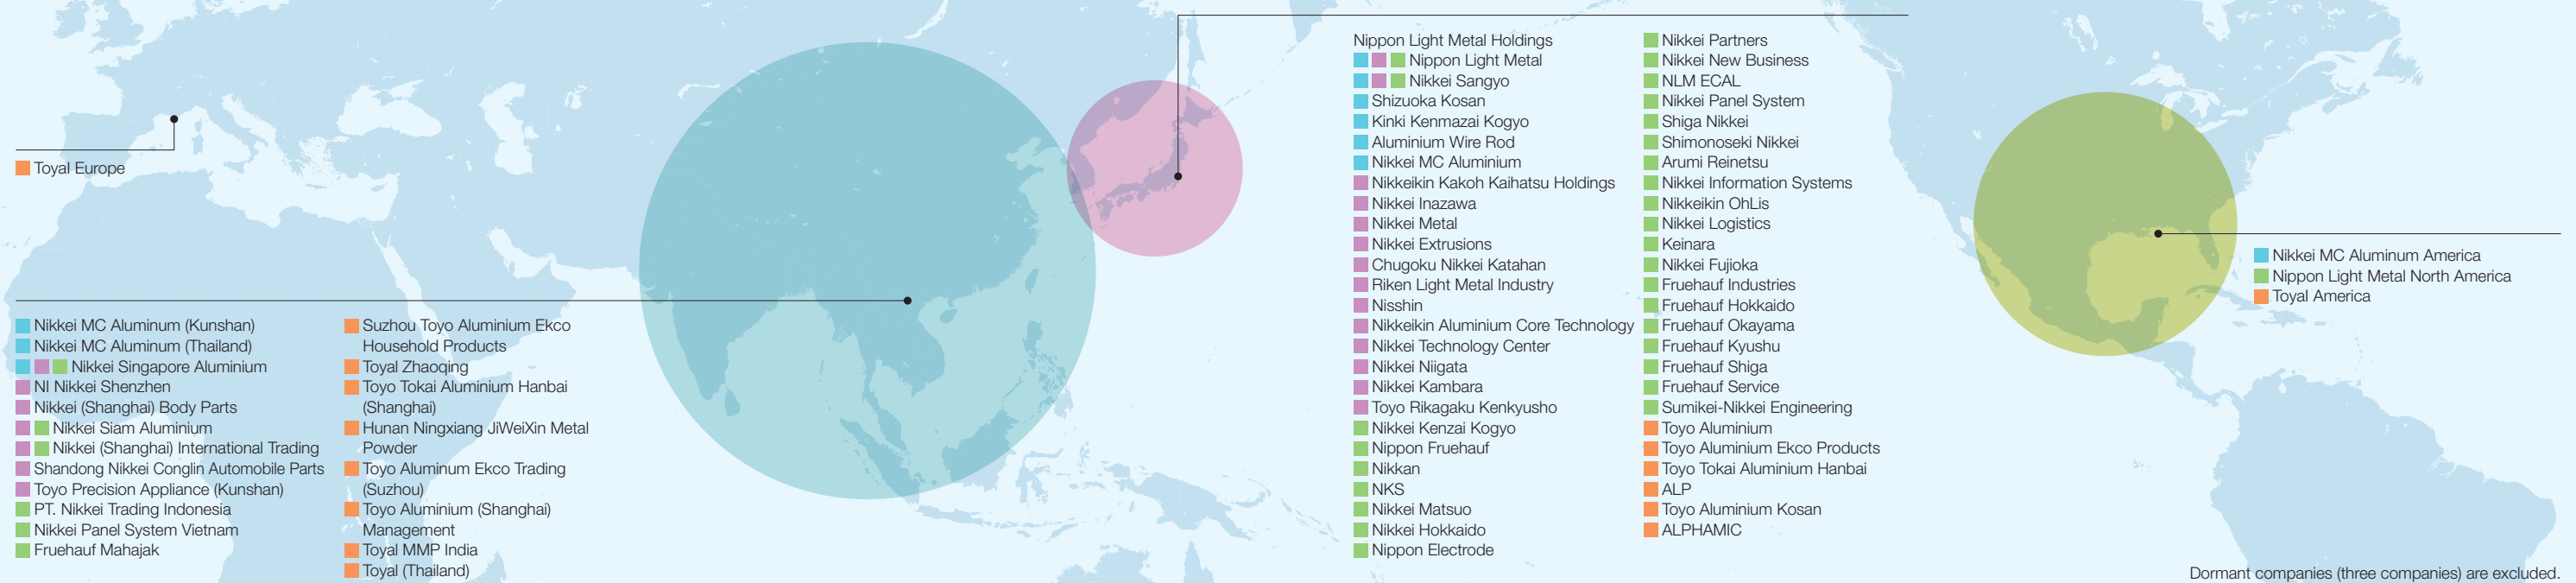 Toyal Europe
Nikkei MC Aluminum (Kunshan)
Nikkei MC Aluminum (Thailand)
Nikkei Singapore Aluminium
NI Nikkei Shenzhen
Nikkei (Shanghai) Body Parts
Nikkei Siam Aluminium
Nikkei (Shanghai) International Trading
Shandong Nikkei Conglin Automobile Parts
Toyo Precision Appliance (Kunshan)
PT. Nikkei Trading Indonesia
Nikkei Panel System Vietnam
Fruehauf Mahajak
Suzhou Toyo Aluminium Ekco
Household Products
Toyal Zhaoqing
Toyo Tokai Aluminium Hanbai
(Shanghai)
Hunan Ningxiang JiWeiXin Metal
Powder
Toyo Aluminum Ekco Trading
(Suzhou)
Toyo Aluminium (Shanghai)
Management
Toyal MMP India
Toyal (Thailand)
Nippon Light Metal Holdings
Nippon Light Metal
Nikkei Sangyo
Shizuoka Kosan
Kinki Kenmazai Kogyo
Aluminium Wire Rod
Nikkei MC Aluminium
Nikkeikin Kakoh Kaihatsu Holdings
Nikkei Inazawa
Nikkei Metal
Nikkei Extrusions
Chugoku Nikkei Katahan
Riken Light Metal Industry
Nisshin
Nikkeikin Aluminium Core Technology
Nikkei Technology Center
Nikkei Niigata
Nikkei Kambara
Toyo Rikagaku Kenkyusho
Nikkei Kenzai Kogyo
Nippon Fruehauf
Nikkan
NKS
Nikkei Matsuo
Nikkei Hokkaido
Nippon Electrode
Nikkei Partners
Nikkei New Business
NLM ECAL
Nikkei Panel System
Shiga Nikkei
Shimonoseki Nikkei
Arumi Reinetsu
Nikkei Information Systems
Nikkeikin OhLis
Nikkei Logistics
Keinara
Nikkei Fujioka
Fruehauf Industries
Fruehauf Hokkaido
Fruehauf Okayama
Fruehauf Kyushu
Fruehauf Shiga
Fruehauf Service
Sumikei-Nikkei Engineering
Toyo Aluminium
Toyo Aluminium Ekco Products
Toyo Tokai Aluminium Hanbai
ALP
Toyo Aluminium Kosan
ALPHAMIC
Nikkei MC Aluminum America
Nippon Light Metal North America
Toyal America
Dormant companies (three companies) are excluded.